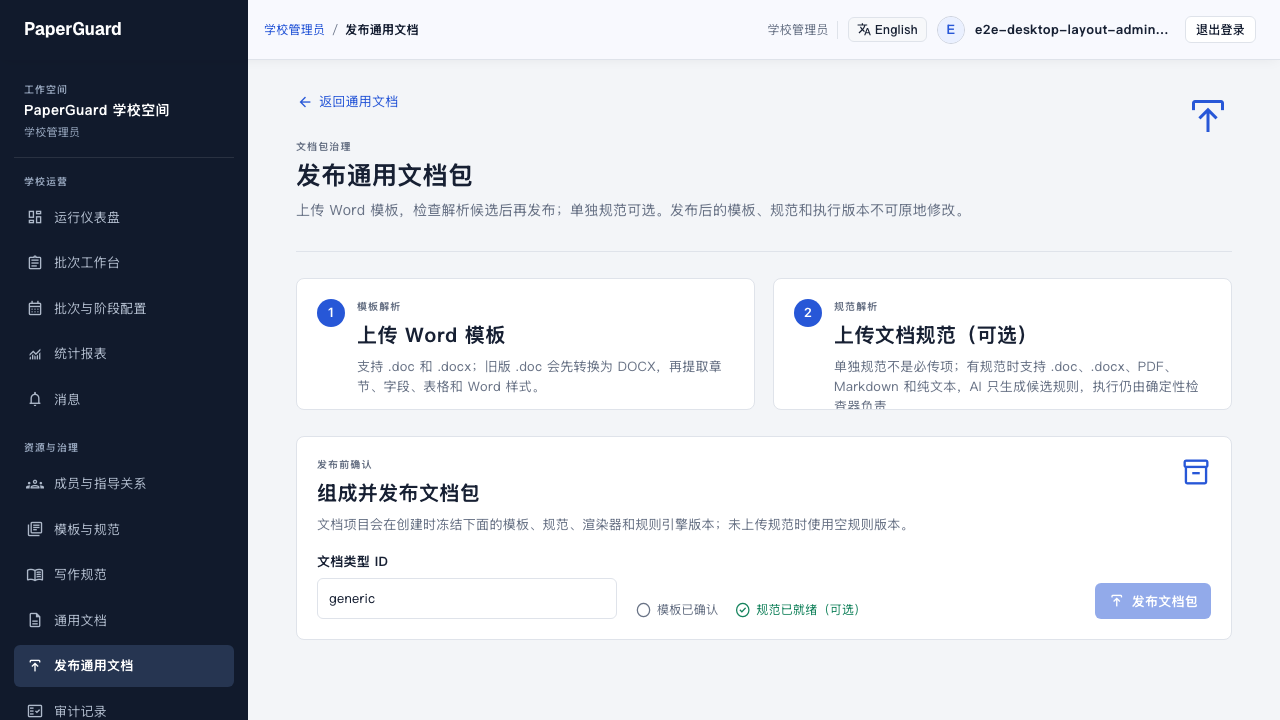 PaperGuard
工作空间
PaperGuard 学校空间
学校管理员
学校运营
运行仪表盘
批次工作台
批次与阶段配置
统计报表
消息
资源与治理
成员与指导关系
模板与规范
写作规范
通用文档
发布通用文档
审计记录
学校管理员 / 发布通用文档
学校管理员
English
E
e2e-desktop-layout-admin...
退出登录
返回通用文档
文档包治理
发布通用文档包
上传 Word 模板，检查解析候选后再发布；单独规范可选。发布后的模板、规范和执行版本不可原地修改。
1
模板解析
上传 Word 模板
支持 .doc 和 .docx；旧版 .doc 会先转换为 DOCX，再提取章
节、字段、表格和 Word 样式。
2
规范解析
上传文档规范（可选）
单独规范不是必传项；有规范时支持 .doc、.docx、PDF、
Markdown 和纯文本，AI 只生成候选规则，执行仍由确定性检
查器负责
发布前确认
组成并发布文档包
文档项目会在创建时冻结下面的模板、规范、渲染器和规则引擎版本；未上传规范时使用空规则版本。
文档类型 ID
generic
模板已确认
规范已就绪（可选）
发布文档包